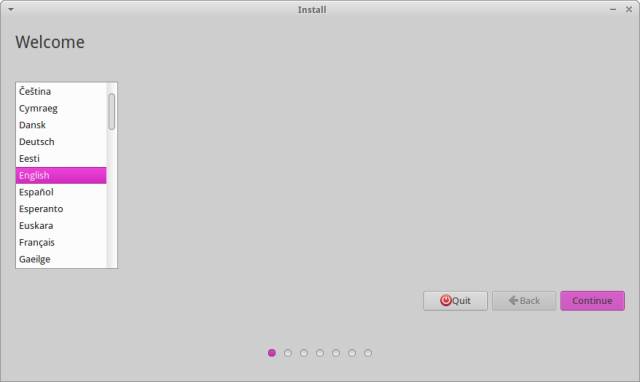 Install
Welcome
Čeština
Cymraeg
Dansk
Deutsch
Eesti
English
Español
Esperanto
Euskara
Français
Gaeilge
Quit
Back
Continue